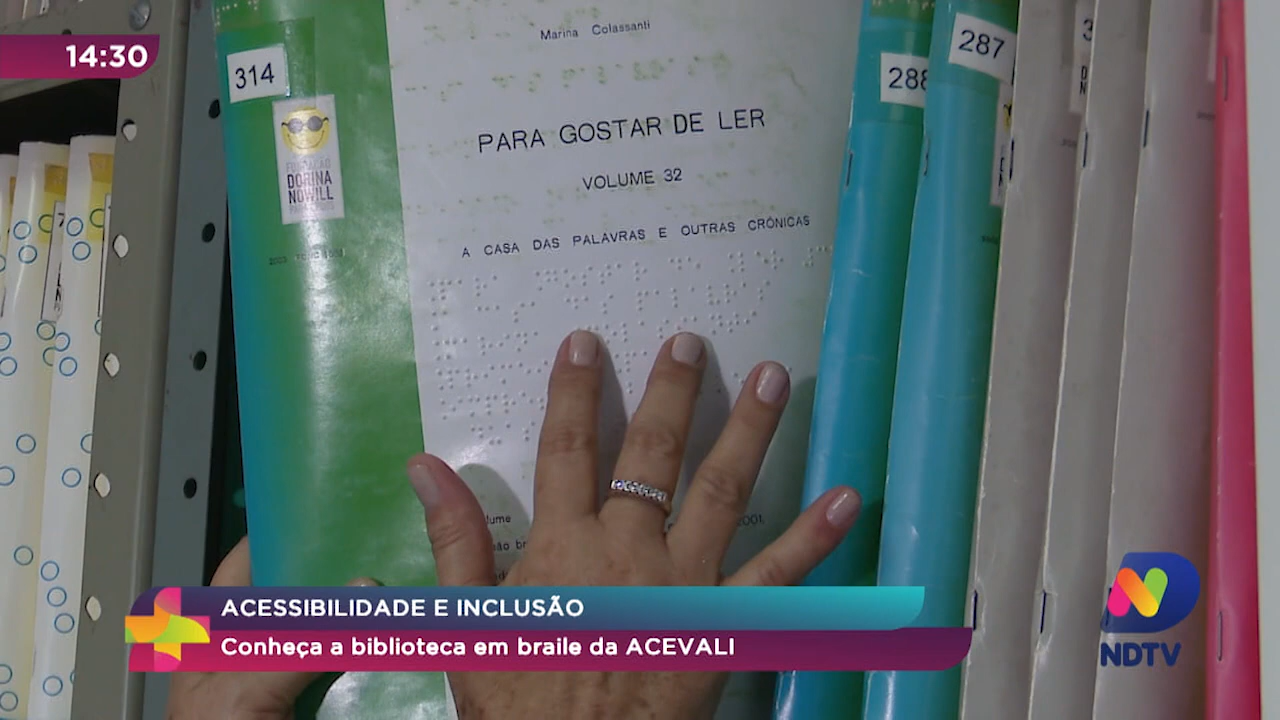 14:30
314
FUNDAÇÃO
DORINA
NOWILL
Marina Colassanti
PARA GOSTAR DE LER
VOLUME 32
A CASA DAS PALAVRAS E OUTRAS CRÔNICAS
2001.
288
287
ACESSIBILIDADE E INCLUSÃO
Conheça a biblioteca em braile da ACEVALI
NDTV